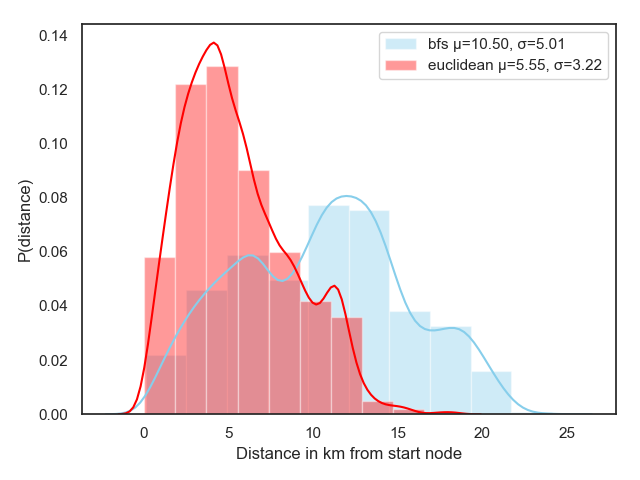 bfs μ=10.50, σ=5.01
euclidean μ=5.55, σ=3.22
P(distance)
0.14
0.12
0.10
0.08
0.06
0.04
0.02
0.00
0 5 10 15 20 25
Distance in km from start node